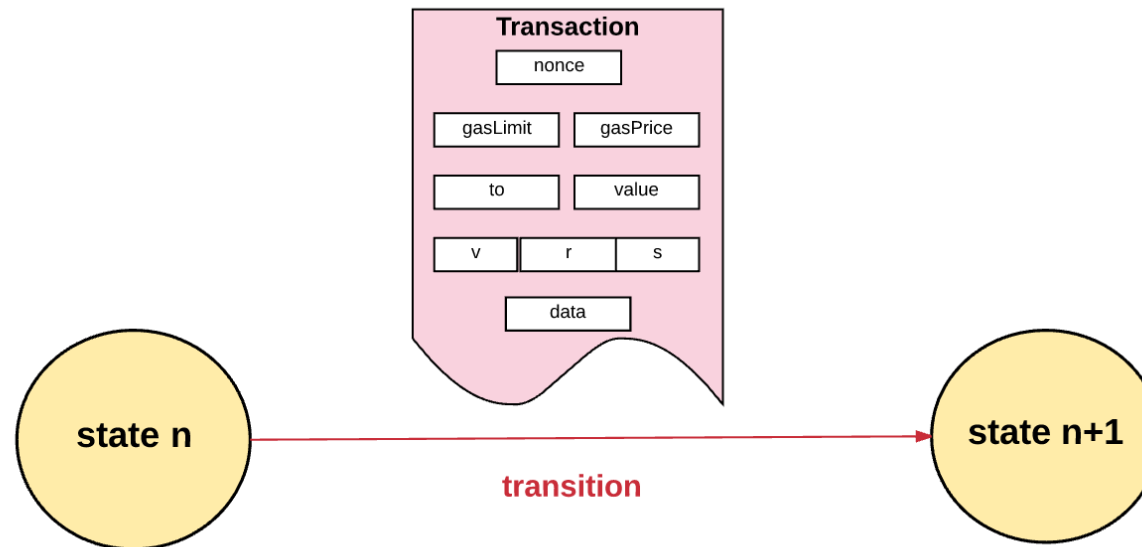 Transaction
nonce
gasLimit gasPrice
to value
v r s
data
state n
state n+1
transition